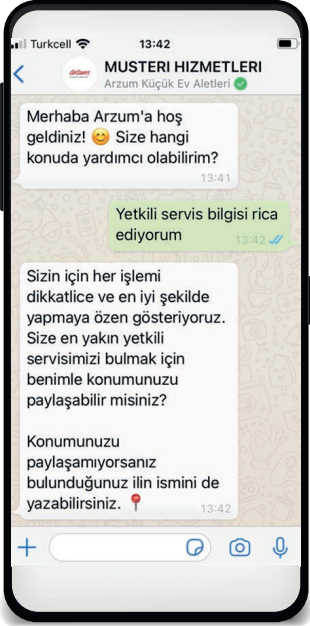 Turkcell 13:42
MUSTERI HIZMETLERI
arzum Arzum Küçük Ev Aletleri
Merhaba Arzum'a hoş
geldiniz! 😊 Size hangi
konuda yardımcı olabilirim?
13:41
Yetkili servis bilgisi rica
ediyorum 13:42
Sizin için her işlemi
dikkatlice ve en iyi şekilde
yapmaya özen gösteriyoruz.
Size en yakın yetkili
servisimizi bulmak için
benimle konumunuzu
paylaşabilir misiniz?
Konumunuzu
paylaşamıyorsanız
bulunduğunuz ilin ismini de
yazabilirsiniz. 📍 13:42